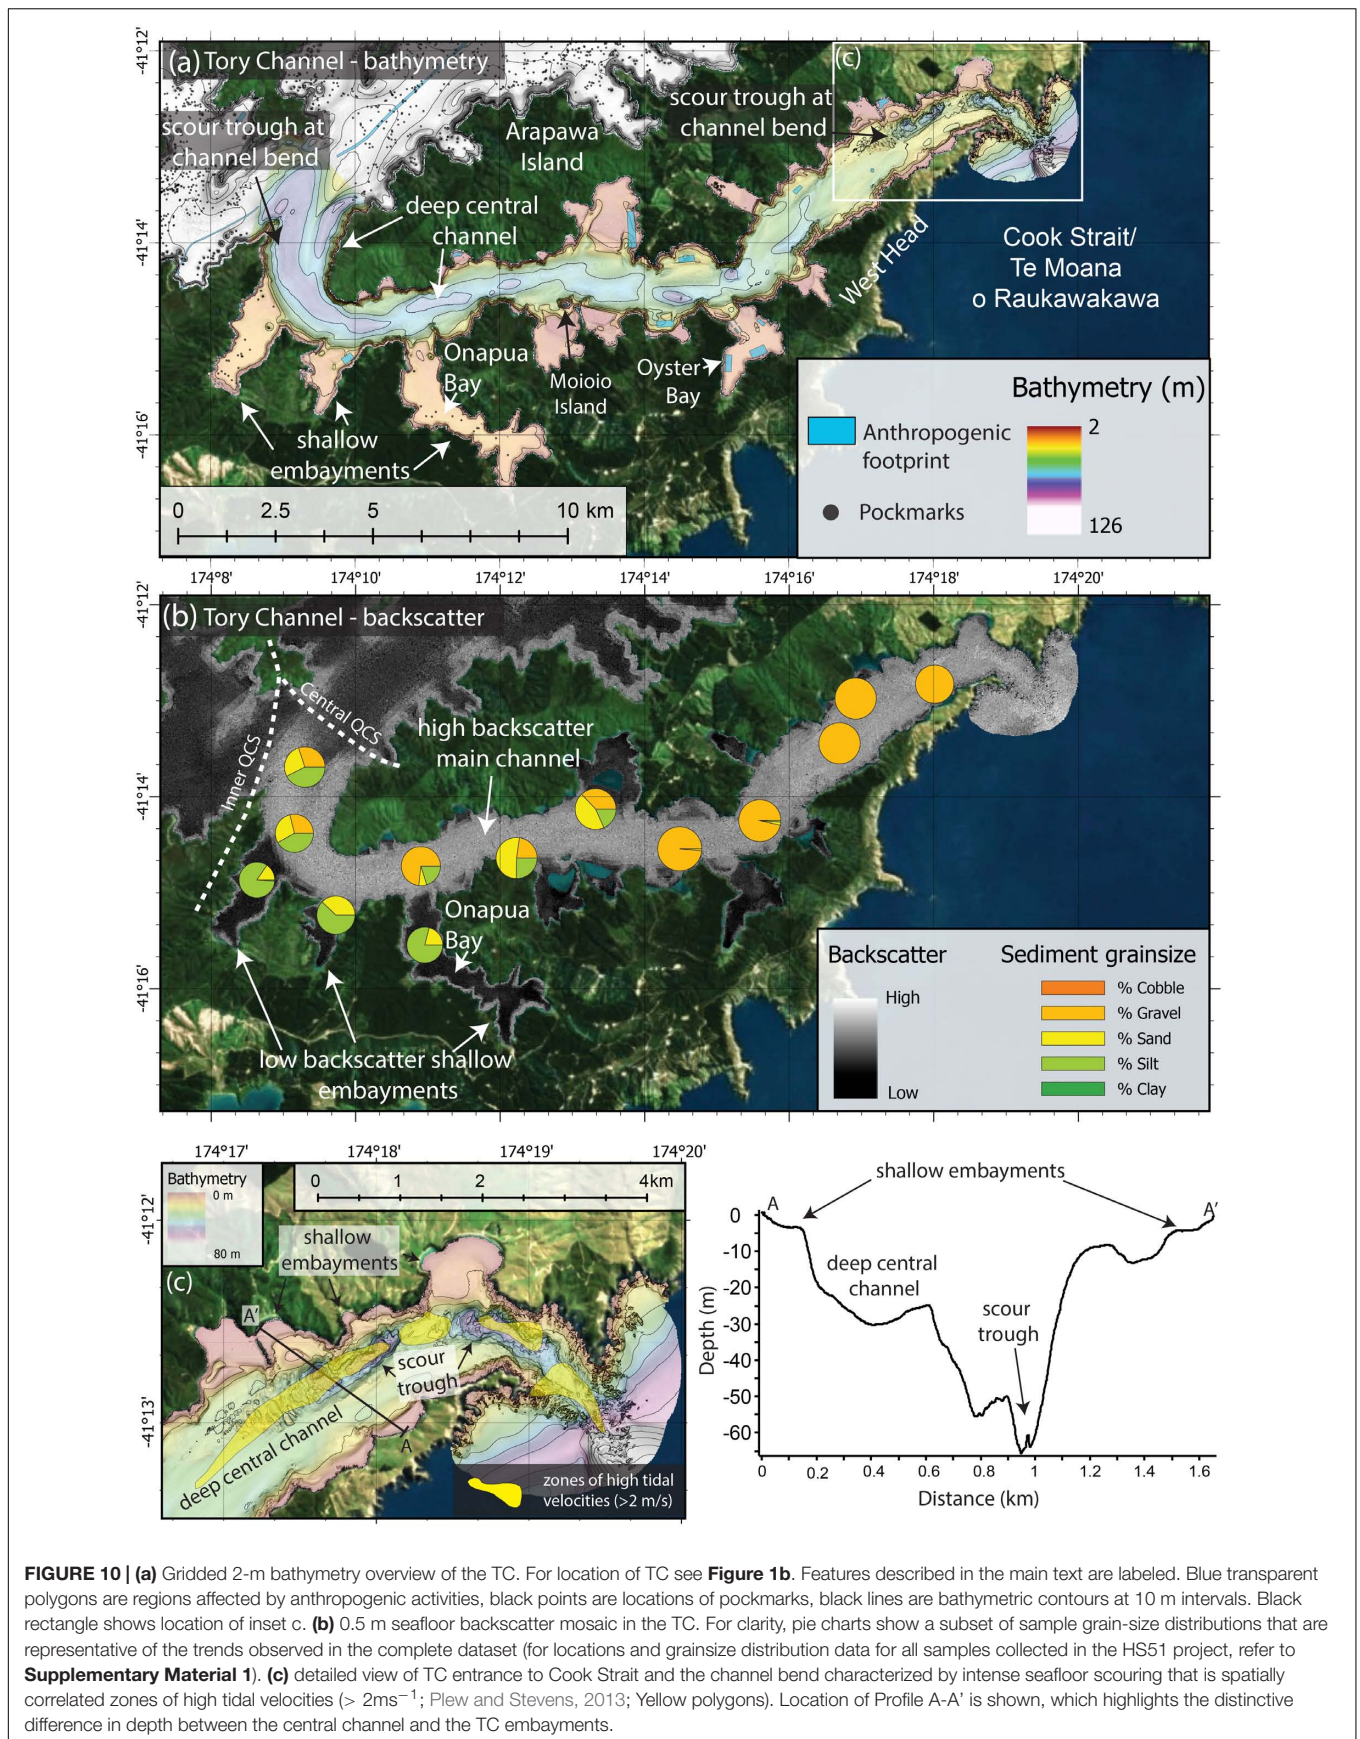 (a) Tory Channel - bathymetry
(c)
scour trough at
channel bend
Arapawa
Island
scour trough at
channel bend
deep central
channel
West Head
Cook Strait/
Te Moana
o Raukawakawa
Onapua
Bay
Moioio
Island
Oyster
Bay
shallow
embayments
Bathymetry (m)
2
126
Anthropogenic
footprint
Pockmarks
0 2.5 5 10 km
-41°12'
-41°14'
-41°16'
174°8' 174°10' 174°12' 174°14' 174°16' 174°18' 174°20'
(b) Tory Channel - backscatter
Central QCS
Inner QCS
high backscatter
main channel
Onapua
Bay
low backscatter shallow
embayments
Backscatter
High
Low
Sediment grainsize
% Cobble
% Gravel
% Sand
% Silt
% Clay
-41°12'
-41°14'
-41°16'
174°17' 174°18' 174°19' 174°20'
Bathymetry
0 m
80 m
0 1 2 4km
(c)
shallow
embayments
A'
scour
trough
A
deep central channel
zones of high tidal
velocities (>2 m/s)
-41°12'
-41°13'
shallow embayments
A
A'
deep central
channel
scour
trough
Depth (m)
0
-10
-20
-30
-40
-50
-60
0 0.2 0.4 0.6 0.8 1 1.2 1.4 1.6
Distance (km)
FIGURE 10 | (a) Gridded 2-m bathymetry overview of the TC. For location of TC see Figure 1b. Features described in the main text are labeled. Blue transparent
polygons are regions affected by anthropogenic activities, black points are locations of pockmarks, black lines are bathymetric contours at 10 m intervals. Black
rectangle shows location of inset c. (b) 0.5 m seafloor backscatter mosaic in the TC. For clarity, pie charts show a subset of sample grain-size distributions that are
representative of the trends observed in the complete dataset (for locations and grainsize distribution data for all samples collected in the HS51 project, refer to
Supplementary Material 1). (c) detailed view of TC entrance to Cook Strait and the channel bend characterized by intense seafloor scouring that is spatially
correlated zones of high tidal velocities (> 2ms⁻¹; Plew and Stevens, 2013; Yellow polygons). Location of Profile A-A' is shown, which highlights the distinctive
difference in depth between the central channel and the TC embayments.